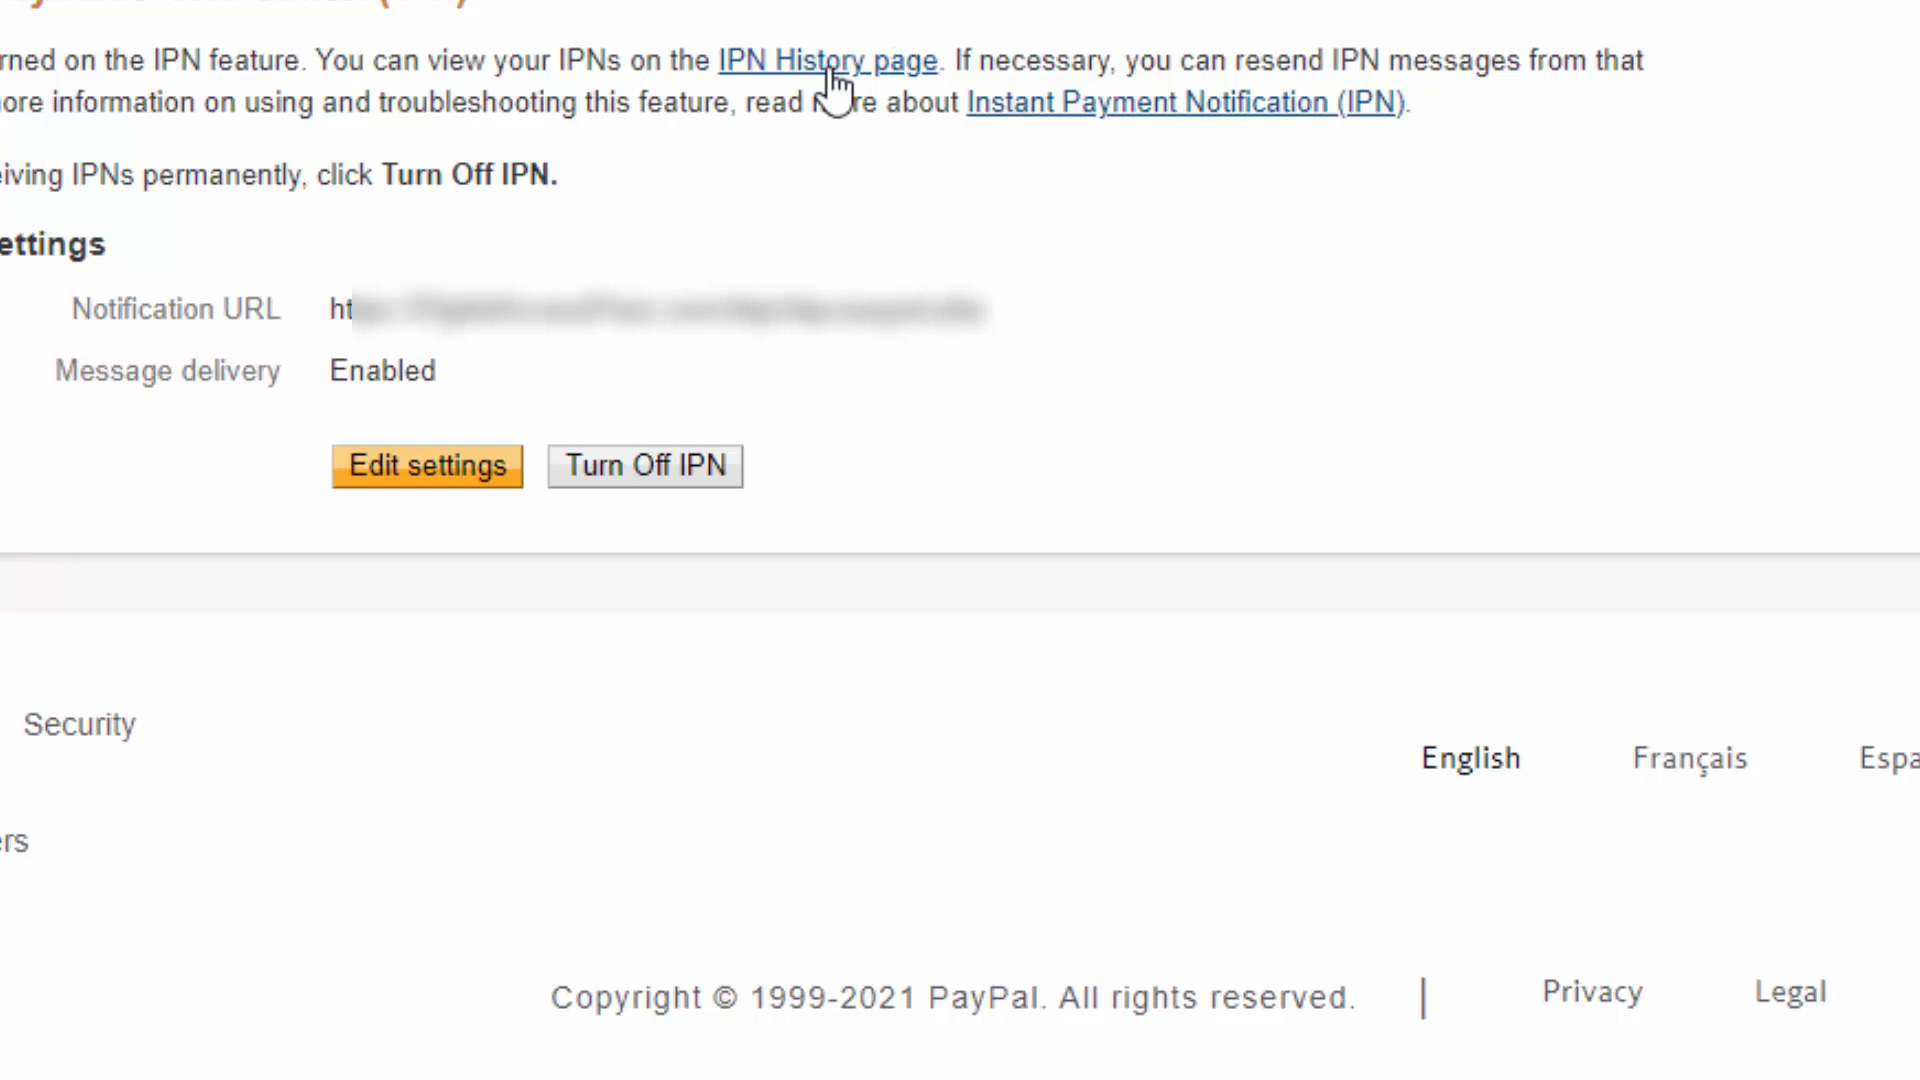 rned on the IPN feature. You can view your IPNs on the IPN History page. If necessary, you can resend IPN messages from that
ore information on using and troubleshooting this feature, read about Instant Payment Notification (IPN).
eiving IPNs permanently, click Turn Off IPN.
ettings
Notification URL ht
Message delivery Enabled
Edit settings Turn Off IPN
Security
English Français Espa
ers
Copyright © 1999-2021 PayPal. All rights reserved. | Privacy Legal